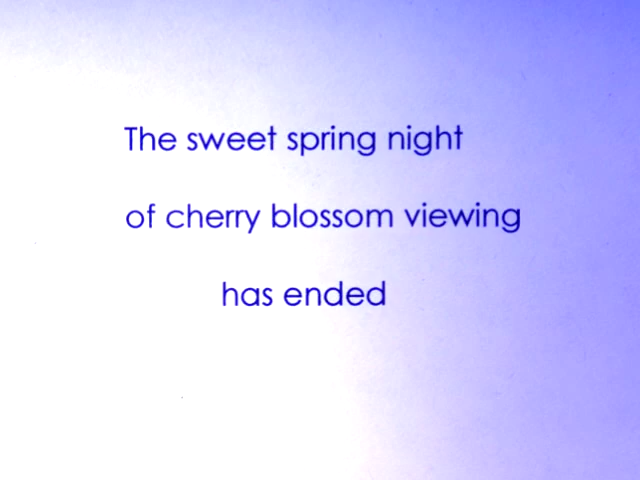 The sweet spring night
of cherry blossom viewing
has ended